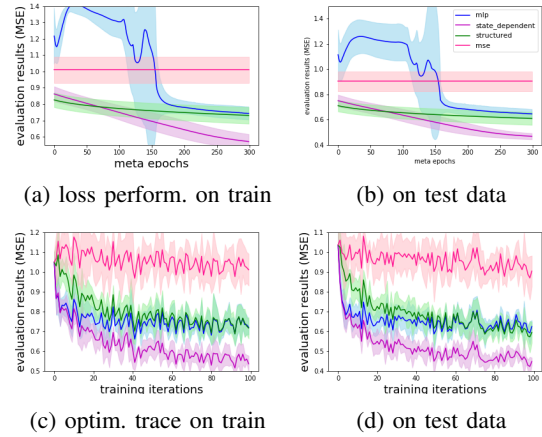 1.4
1.3
1.2
1.1
1.0
0.9
0.8
0.7
0.6
evaluation results (MSE)
0 50 100 150 200 250 300
meta epochs
(a) loss perform. on train
1.2
1.0
0.8
0.6
0.4
evaluation results (MSE)
mlp
state_dependent
structured
mse
0 50 100 150 200 250 300
meta epochs
(b) on test data
1.2
1.1
1.0
0.9
0.8
0.7
0.6
0.5
evaluation results (MSE)
0 20 40 60 80 100
training iterations
(c) optim. trace on train
1.1
1.0
0.9
0.8
0.7
0.6
0.5
0.4
evaluation results (MSE)
0 20 40 60 80 100
training iterations
(d) on test data